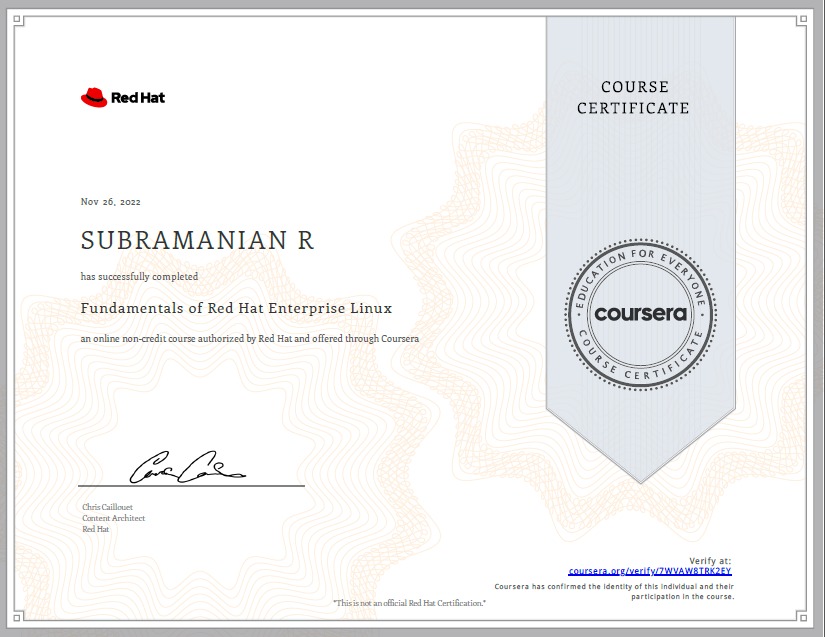 Red Hat
COURSE
CERTIFICATE
Nov 26, 2022
SUBRAMANIAN R
has successfully completed
Fundamentals of Red Hat Enterprise Linux
an online non-credit course authorized by Red Hat and offered through Coursera
EDUCATION FOR EVERYONE
coursera
COURSE CERTIFICATE
Chris Caillouet
Content Architect
Red Hat
Verify at:
coursera.org/verify/7WVAW8TRK2EY
Coursera has confirmed the identity of this individual and their
participation in the course.
"This is not an official Red Hat Certification."